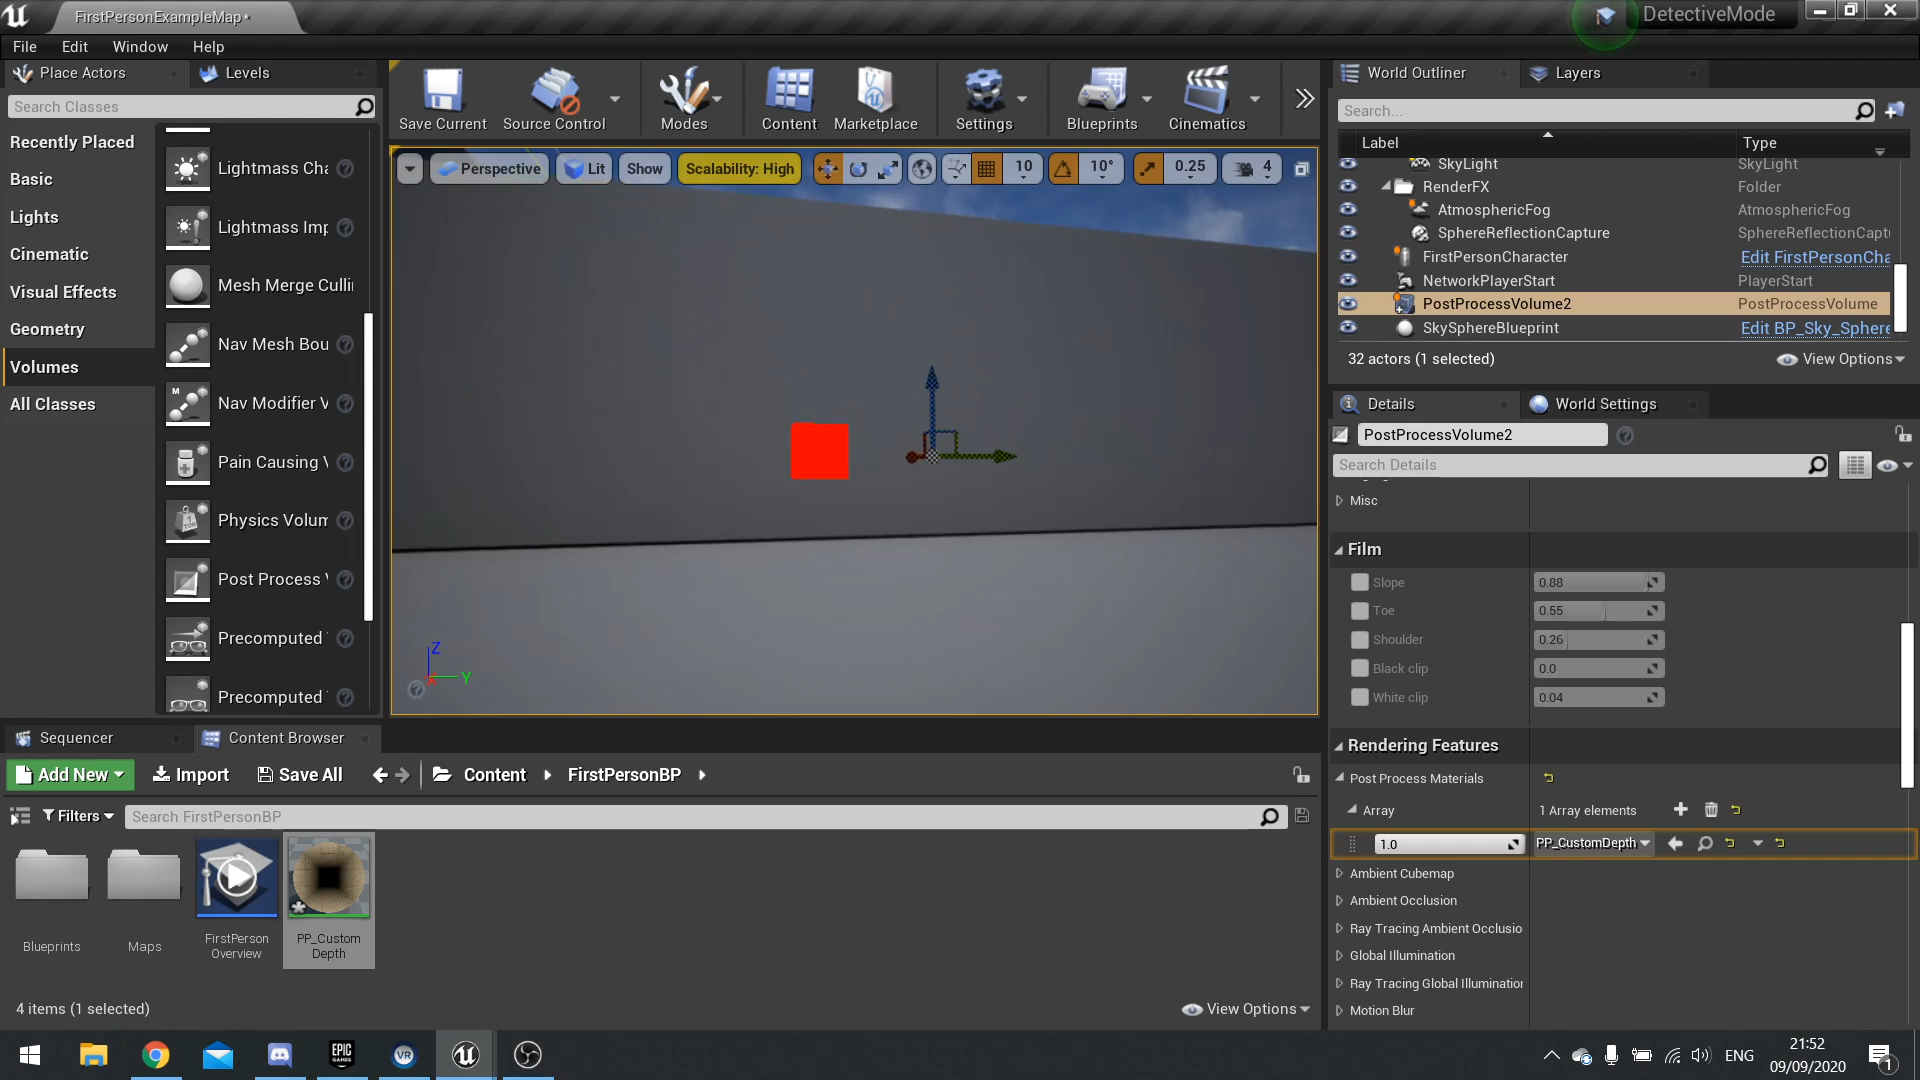 FirstPersonExampleMap*
DetectiveMode
File Edit Window Help
Place Actors
Levels
Search Classes
Recently Placed
Basic
Lights
Cinematic
Visual Effects
Geometry
Volumes
All Classes
Lightmass Cha
Lightmass Imp
Mesh Merge Culli
Nav Mesh Bou
Nav Modifier V
Pain Causing V
Physics Volum
Post Process V
Precomputed
Precomputed
Save Current
Source Control
Modes
Content
Marketplace
Settings
Blueprints
Cinematics
Perspective
Lit
Show
Scalability: High
10
10°
0.25
4
Z
Y
World Outliner
Layers
Search...
Label Type
SkyLight SkyLight
RenderFX Folder
AtmosphericFog AtmosphericFog
SphereReflectionCapture SphereReflectionCaptu
FirstPersonCharacter Edit FirstPersonCha
NetworkPlayerStart PlayerStart
PostProcessVolume2 PostProcessVolume
SkySphereBlueprint Edit BP_Sky_Sphere
32 actors (1 selected)
View Options
Details
World Settings
PostProcessVolume2
Search Details
Misc
Film
Slope 0.88
Toe 0.55
Shoulder 0.26
Black clip 0.0
White clip 0.04
Rendering Features
Post Process Materials
Array 1 Array elements
1.0 PP_CustomDepth
Ambient Cubemap
Ambient Occlusion
Ray Tracing Ambient Occlusio
Global Illumination
Ray Tracing Global Illumination
Motion Blur
Sequencer
Content Browser
Add New
Import
Save All
Content
FirstPersonBP
Filters
Search FirstPersonBP
Blueprints
Maps
FirstPerson
Overview
PP_Custom
Depth
4 items (1 selected)
View Options
EPIC
GAMES
VR
ENG
21:52
09/09/2020
1